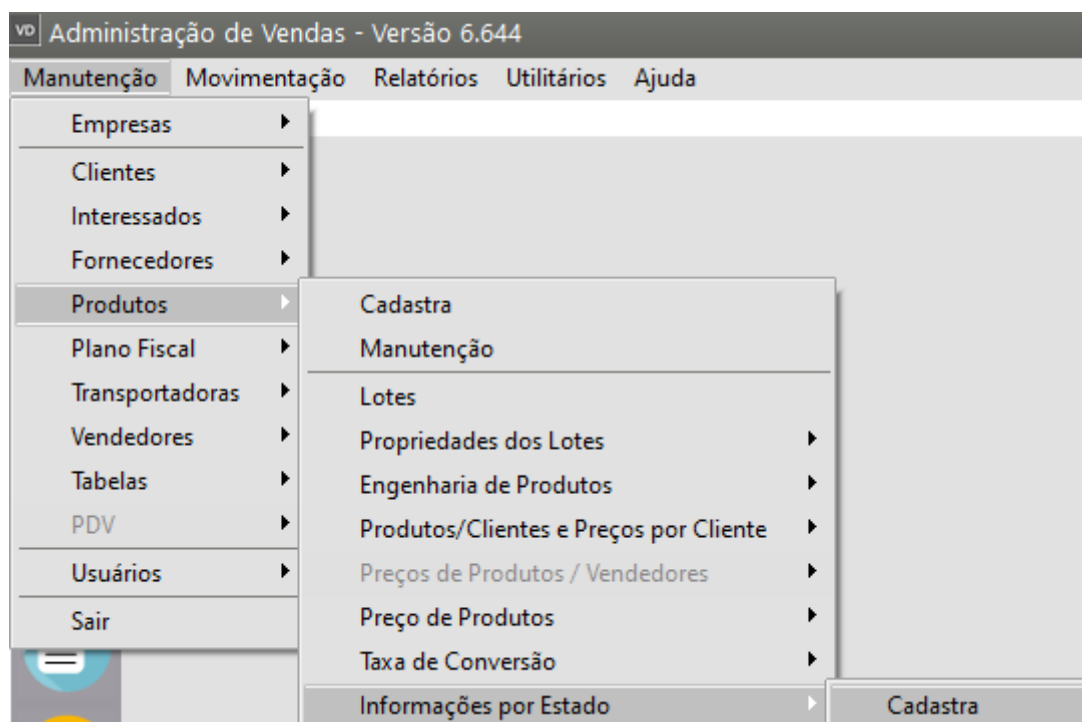 VD Administração de Vendas - Versão 6.644
Manutenção Movimentação Relatórios Utilitários Ajuda
Empresas
Clientes
Interessados
Fornecedores
Produtos
Plano Fiscal
Transportadoras
Vendedores
Tabelas
PDV
Usuários
Sair
Cadastra
Manutenção
Lotes
Propriedades dos Lotes
Engenharia de Produtos
Produtos/Clientes e Preços por Cliente
Preços de Produtos / Vendedores
Preço de Produtos
Taxa de Conversão
Informações por Estado
Cadastra